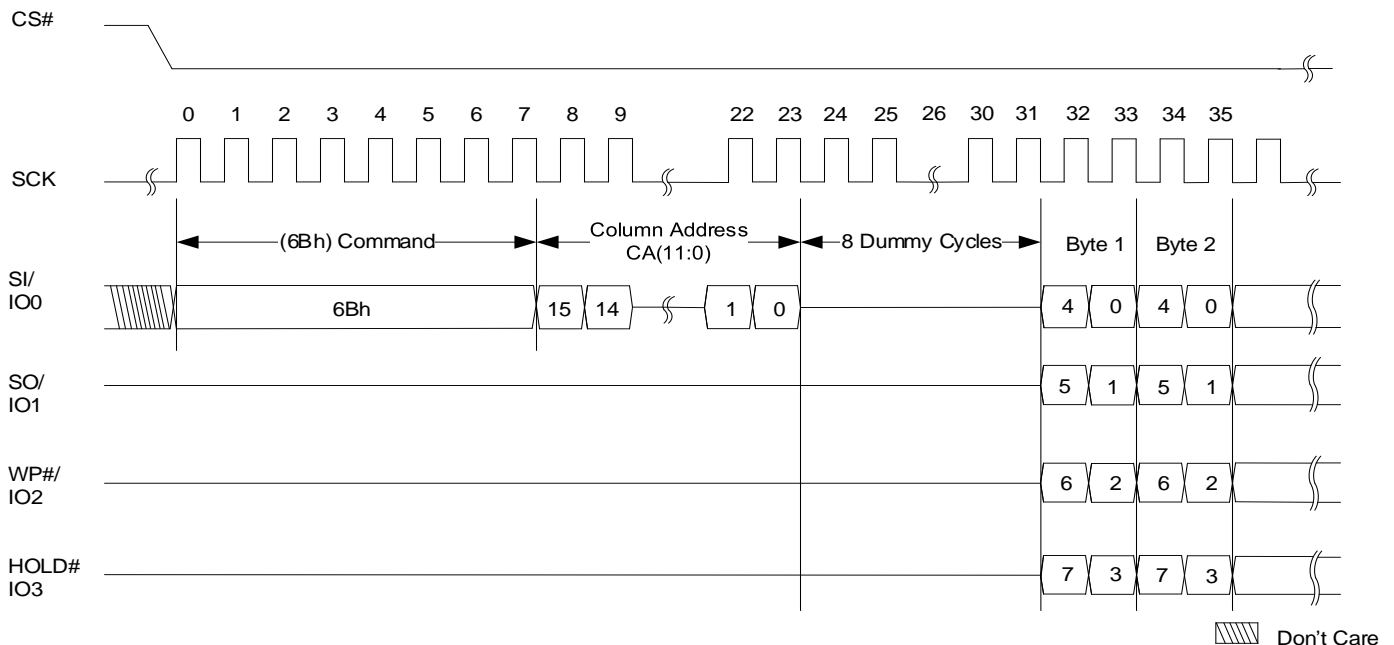 CS#
0 1 2 3 4 5 6 7 8 9 22 23 24 25 26 30 31 32 33 34 35
SCK
(6Bh) Command
Column Address
CA(11:0)
8 Dummy Cycles
Byte 1
Byte 2
SI/
IO0
6Bh 15 14 1 0 4 0 4 0
SO/
IO1
5 1 5 1
WP#/
IO2
6 2 6 2
HOLD#
IO3
7 3 7 3
Don't Care